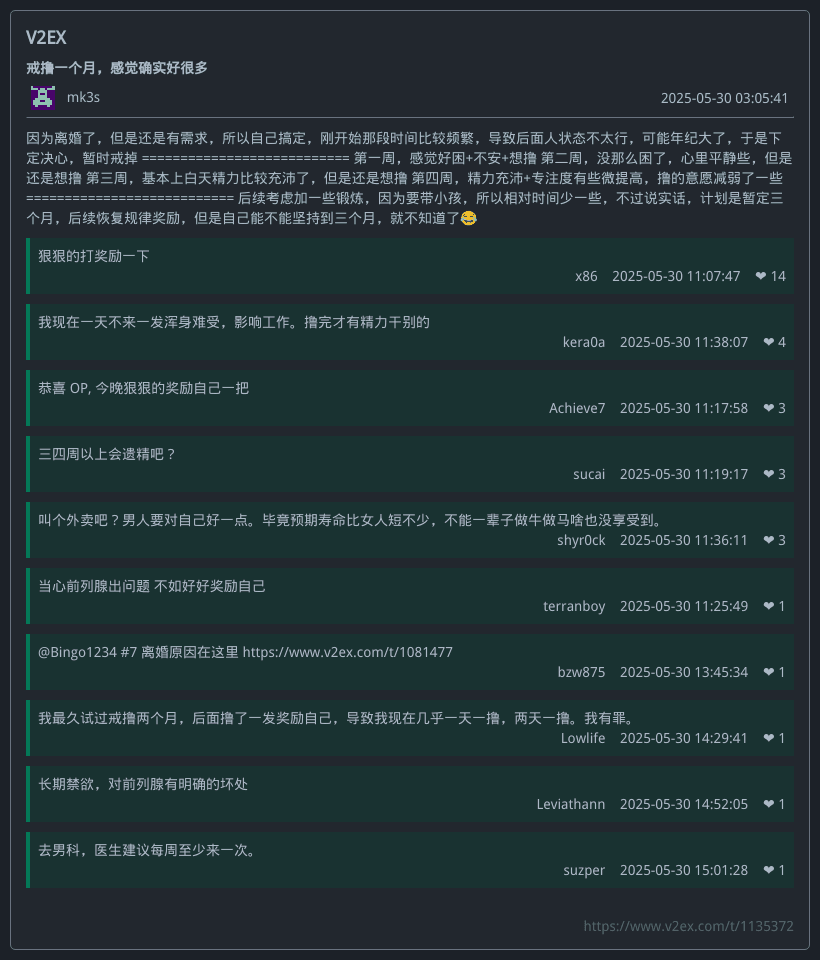 V2EX
戒撸一个月，感觉确实好很多
mk3s 2025-05-30 03:05:41
因为离婚了，但是还是有需求，所以自己搞定，刚开始那段时间比较频繁，导致后面人状态不太行，可能年纪大了，于是下
定决心，暂时戒掉 =========================== 第一周，感觉好困+不安+想撸 第二周，没那么困了，心里平静些，但是
还是想撸 第三周，基本上白天精力比较充沛了，但是还是想撸 第四周，精力充沛+专注度有些微提高，撸的意愿减弱了一些
=========================== 后续考虑加一些锻炼，因为要带小孩，所以相对时间少一些，不过说实话，计划是暂定三
个月，后续恢复规律奖励，但是自己能不能坚持到三个月，就不知道了😂
狠狠的打奖励一下
x86 2025-05-30 11:07:47 ❤ 14
我现在一天不来一发浑身难受，影响工作。撸完才有精力干别的
kera0a 2025-05-30 11:38:07 ❤ 4
恭喜 OP, 今晚狠狠的奖励自己一把
Achieve7 2025-05-30 11:17:58 ❤ 3
三四周以上会遗精吧？
sucai 2025-05-30 11:19:17 ❤ 3
叫个外卖吧？男人要对自己好一点。毕竟预期寿命比女人短不少，不能一辈子做牛做马啥也没享受到。
shyr0ck 2025-05-30 11:36:11 ❤ 3
当心前列腺出问题 不如好好奖励自己
terranboy 2025-05-30 11:25:49 ❤ 1
@Bingo1234 #7 离婚原因在这里 https://www.v2ex.com/t/1081477
bzw875 2025-05-30 13:45:34 ❤ 1
我最久试过戒撸两个月，后面撸了一发奖励自己，导致我现在几乎一天一撸，两天一撸。我有罪。
Lowlife 2025-05-30 14:29:41 ❤ 1
长期禁欲，对前列腺有明确的坏处
Leviathann 2025-05-30 14:52:05 ❤ 1
去男科，医生建议每周至少来一次。
suzper 2025-05-30 15:01:28 ❤ 1
https://www.v2ex.com/t/1135372